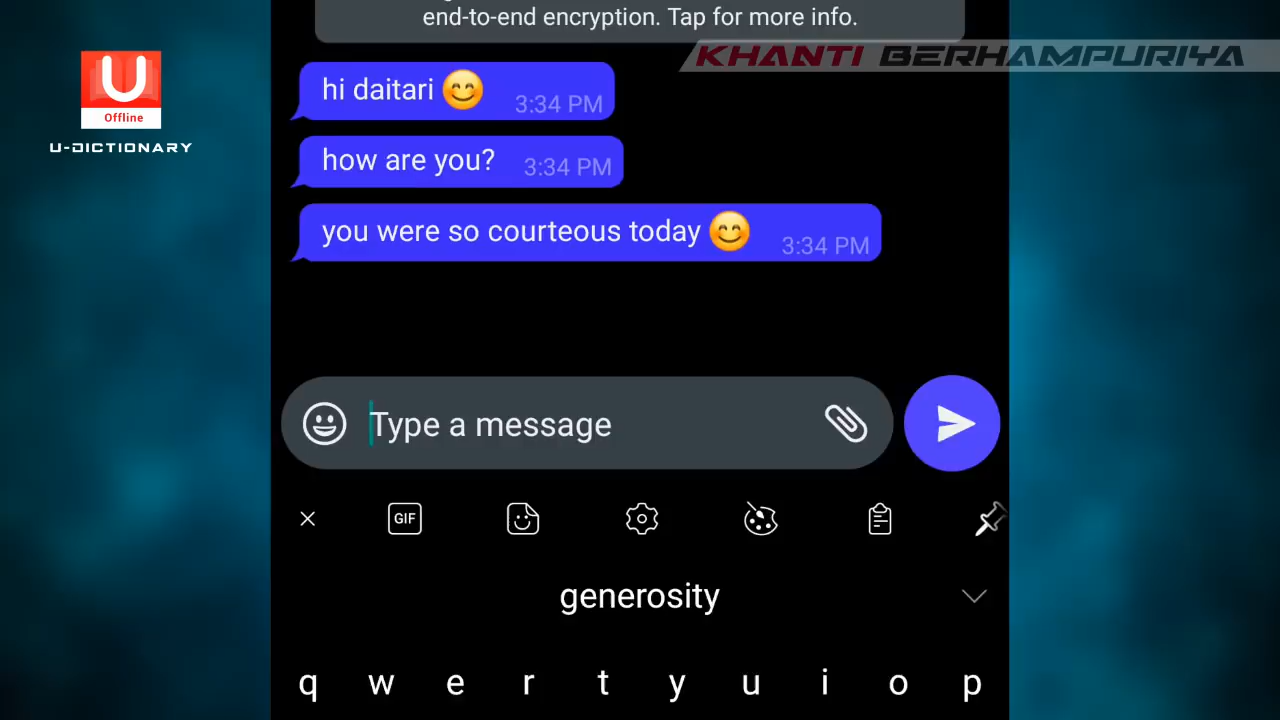 end-to-end encryption. Tap for more info.
KHANTI BERHAMPURIYA
U
Offline
U-DICTIONARY
hi daitari 😊 3:34 PM
how are you? 3:34 PM
you were so courteous today 😊 3:34 PM
Type a message
GIF
generosity
q w e r t y u i o p